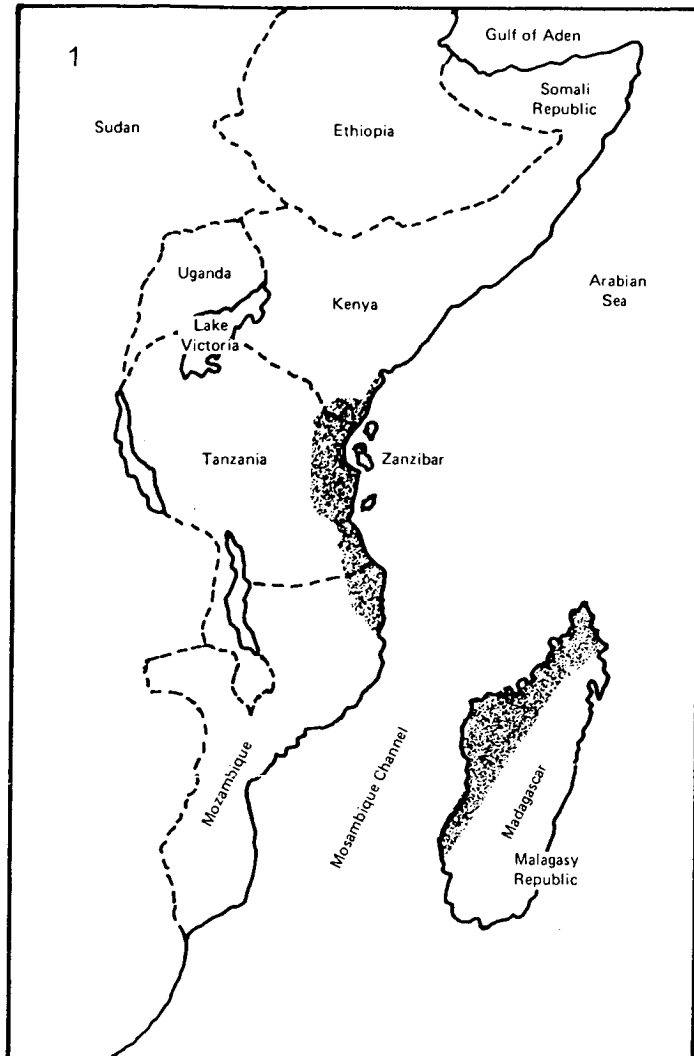 1
Gulf of Aden
Somali
Republic
Sudan
Ethiopia
Uganda
Arabian
Sea
Kenya
Lake
Victoria
Tanzania
Zanzibar
Mozambique
Mosambique Channel
Madagascar
Malagasy
Republic